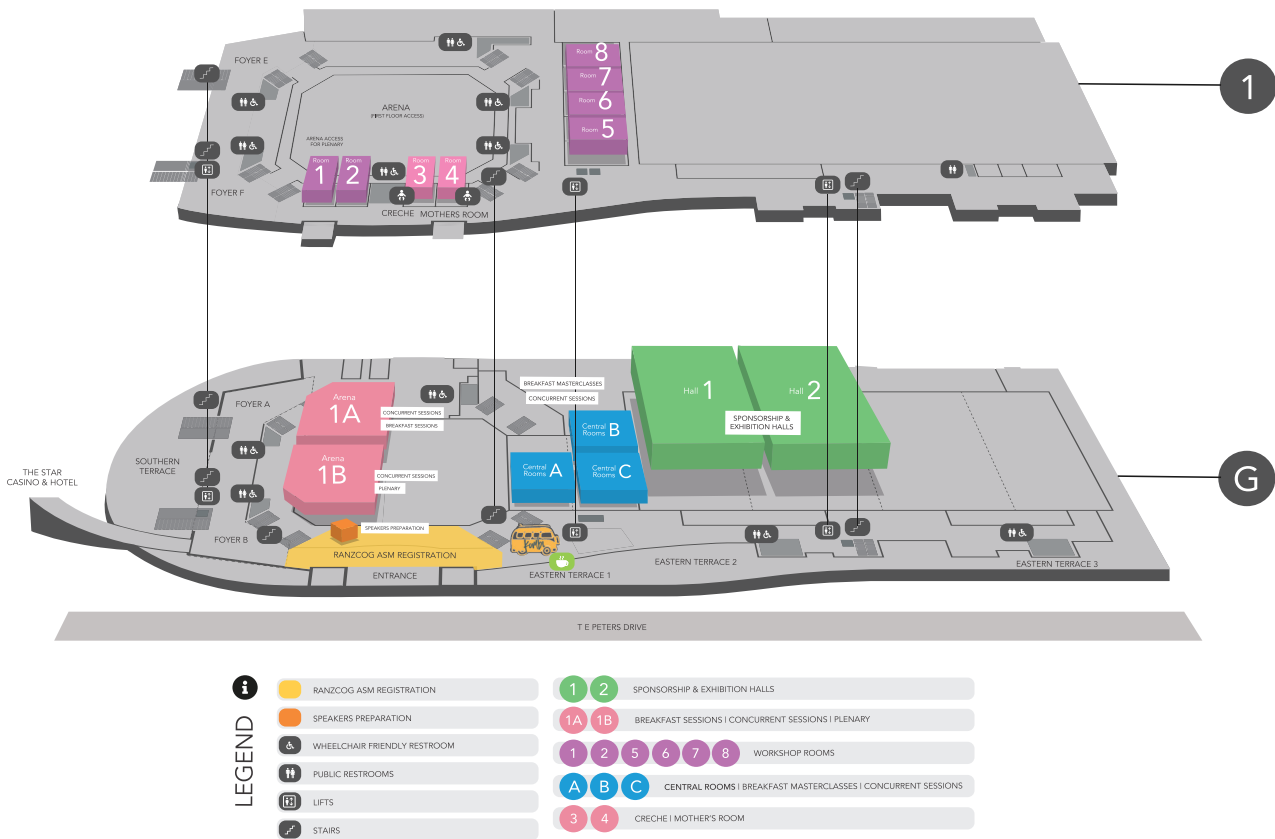 FOYER E
ARENA
(FIRST FLOOR ACCESS)
ARENA ACCESS
FOR PLENARY
Room 8
Room 7
Room 6
Room 5
1
Room 1
Room 2
Room 3
Room 4
FOYER F
CRECHE
MOTHERS ROOM
FOYER A
Arena
1A
CONCURRENT SESSIONS
BREAKFAST SESSIONS
BREAKFAST MASTERCLASSES
CONCURRENT SESSIONS
Hall 1
Hall 2
SPONSORSHIP &
EXHIBITION HALLS
Central
Rooms B
Central
Rooms A
Central
Rooms C
Arena
1B
CONCURRENT SESSIONS
PLENARY
SOUTHERN
TERRACE
THE STAR
CASINO & HOTEL
G
SPEAKERS PREPARATION
FOYER B
RANZCOG ASM REGISTRATION
ENTRANCE
EASTERN TERRACE 1
EASTERN TERRACE 2
EASTERN TERRACE 3
T E PETERS DRIVE
LEGEND
RANZCOG ASM REGISTRATION
SPEAKERS PREPARATION
WHEELCHAIR FRIENDLY RESTROOM
PUBLIC RESTROOMS
LIFTS
STAIRS
1 2 SPONSORSHIP & EXHIBITION HALLS
1A 1B BREAKFAST SESSIONS | CONCURRENT SESSIONS | PLENARY
1 2 5 6 7 8 WORKSHOP ROOMS
A B C CENTRAL ROOMS | BREAKFAST MASTERCLASSES | CONCURRENT SESSIONS
3 4 CRECHE | MOTHER'S ROOM